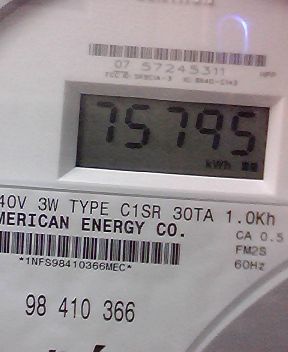 07 57245311
75795
kWh
40V 3W TYPE C1SR 30TA 1.0Kh
MERICAN ENERGY CO.
CA 0.5
FM2S
60Hz
*1NFS98410366MEC*
98 410 366